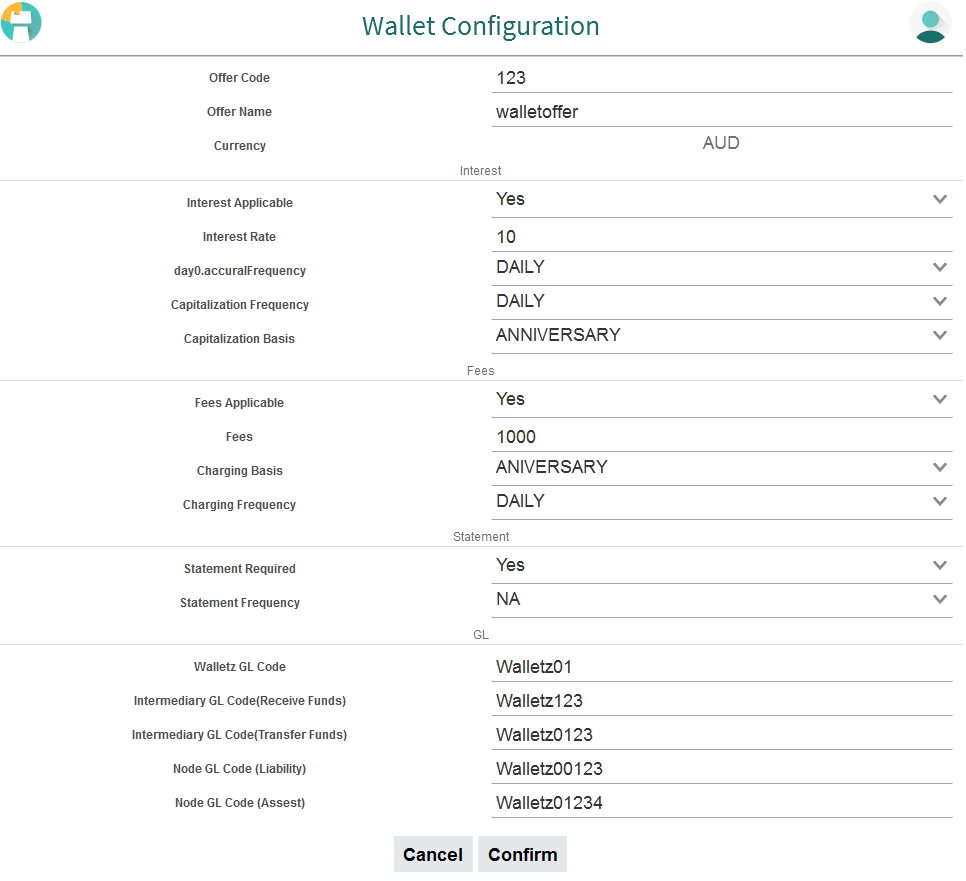 Wallet Configuration
Offer Code 123
Offer Name walletoffer
Currency AUD
Interest
Interest Applicable Yes
Interest Rate 10
day0.accuralFrequency DAILY
Capitalization Frequency DAILY
Capitalization Basis ANNIVERSARY
Fees
Fees Applicable Yes
Fees 1000
Charging Basis ANIVERSARY
Charging Frequency DAILY
Statement
Statement Required Yes
Statement Frequency NA
GL
Walletz GL Code Walletz01
Intermediary GL Code(Receive Funds) Walletz123
Intermediary GL Code(Transfer Funds) Walletz0123
Node GL Code (Liability) Walletz00123
Node GL Code (Assest) Walletz01234
Cancel Confirm